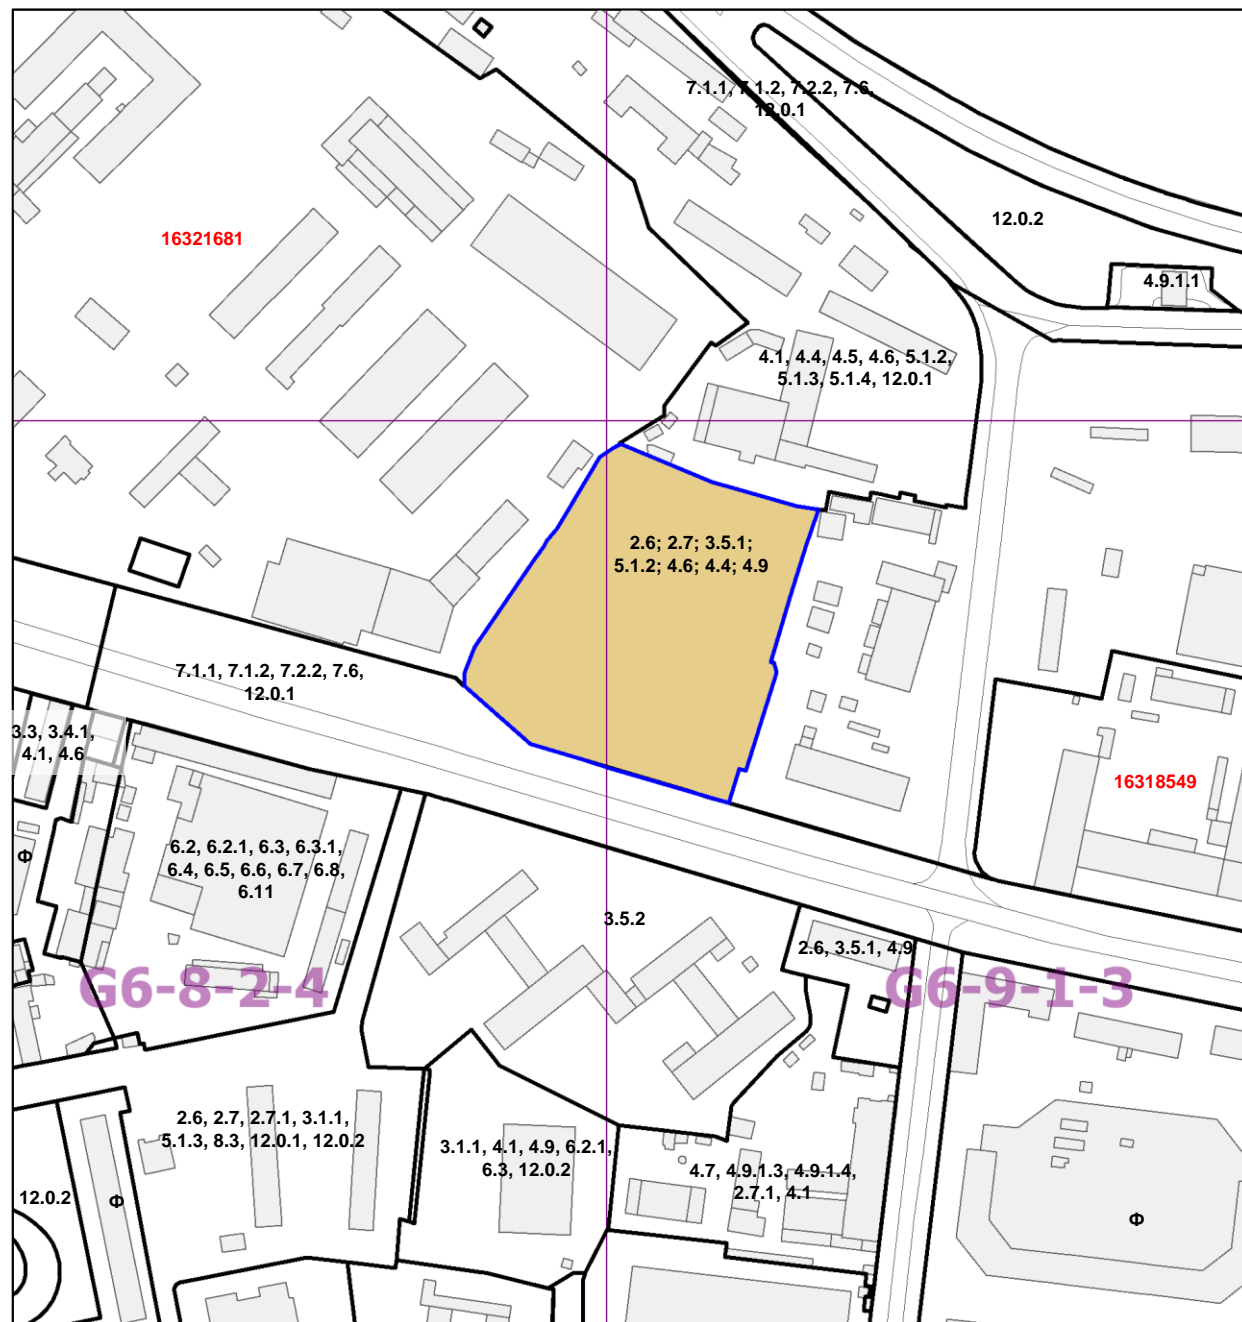 7.1.1, 7.1.2, 7.2.2, 7.6,
12.0.1
12.0.2
16321681
4.9.1.1
4.1, 4.4, 4.5, 4.6, 5.1.2,
5.1.3, 5.1.4, 12.0.1
2.6; 2.7; 3.5.1;
5.1.2; 4.6; 4.4; 4.9
7.1.1, 7.1.2, 7.2.2, 7.6,
12.0.1
3.3, 3.4.1,
4.1, 4.6
16318549
Ф
6.2, 6.2.1, 6.3, 6.3.1,
6.4, 6.5, 6.6, 6.7, 6.8,
6.11
3.5.2
2.6, 3.5.1, 4.9
G6-8-2-4
G6-9-1-3
2.6, 2.7, 2.7.1, 3.1.1,
5.1.3, 8.3, 12.0.1, 12.0.2
3.1.1, 4.1, 4.9, 6.2.1,
6.3, 12.0.2
4.7, 4.9.1.3, 4.9.1.4,
2.7.1, 4.1
12.0.2
Ф
Ф